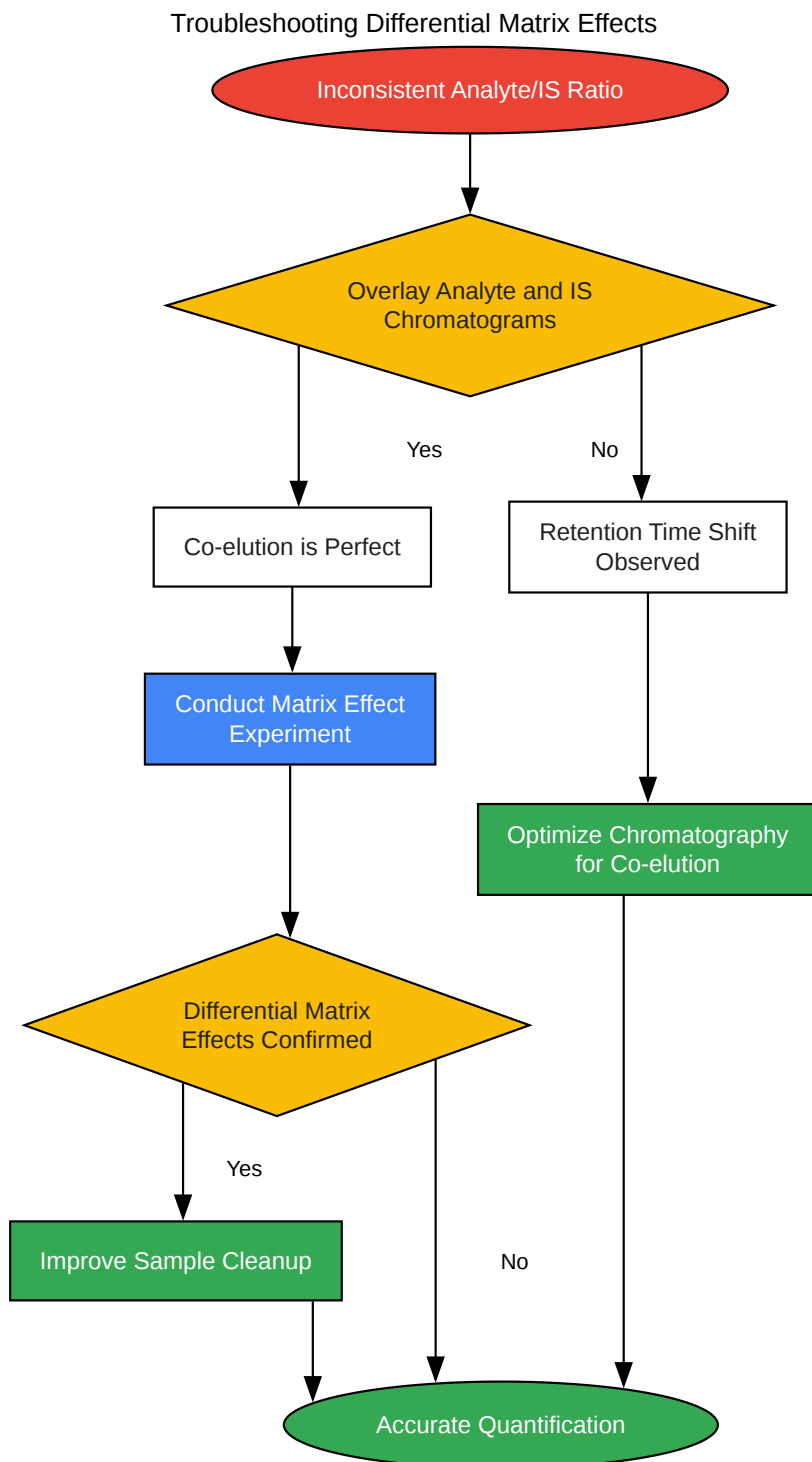 Troubleshooting Differential Matrix Effects
Inconsistent Analyte/IS Ratio
Overlay Analyte and IS
Chromatograms
Yes
No
Co-elution is Perfect
Retention Time Shift
Observed
Conduct Matrix Effect
Experiment
Optimize Chromatography
for Co-elution
Differential Matrix
Effects Confirmed
Yes
Improve Sample Cleanup
No
Accurate Quantification